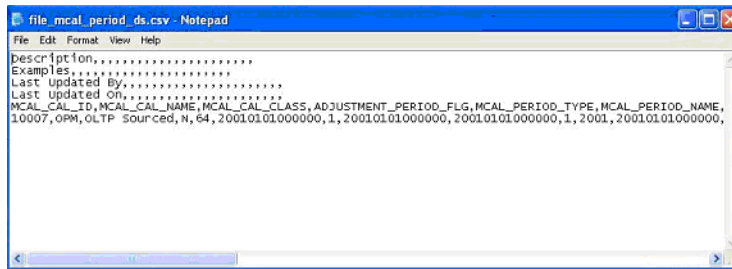 file_mcal_period_ds.csv - Notepad
File Edit Format View Help
Description,,,,,,,,,,,,,,,,,,,,,,
Examples,,,,,,,,,,,,,,,,,,,,,,
Last Updated By,,,,,,,,,,,,,,,,,,,,,,
Last Updated On,,,,,,,,,,,,,,,,,,,,,,
MCAL_CAL_ID,MCAL_CAL_NAME,MCAL_CAL_CLASS,ADJUSTMENT_PERIOD_FLG,MCAL_PERIOD_TYPE,MCAL_PERIOD_NAME,
10007,OPM,OLTP Sourced,N,64,20010101000000,1,20010101000000,20010101000000,1,2001,20010101000000,